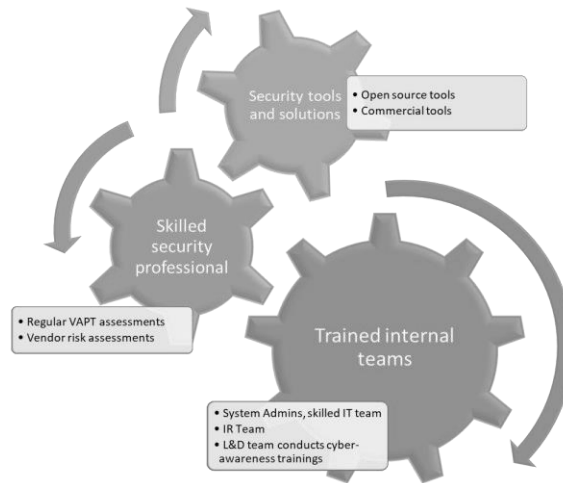 Security tools
and solutions
• Open source tools
• Commercial tools
Skilled
security
professional
• Regular VAPT assessments
• Vendor risk assessments
Trained internal
teams
• System Admins, skilled IT team
• IR Team
• L&D team conducts cyber-
awareness trainings